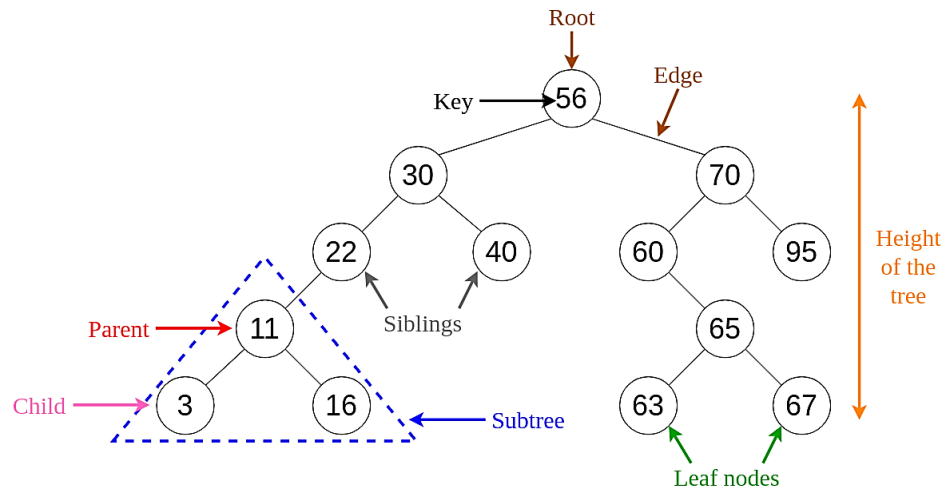 Root
Edge
Key
56
30
70
22
40
60
95
Height
of the
tree
Siblings
Parent
11
65
Child
3
16
63
67
Subtree
Leaf nodes